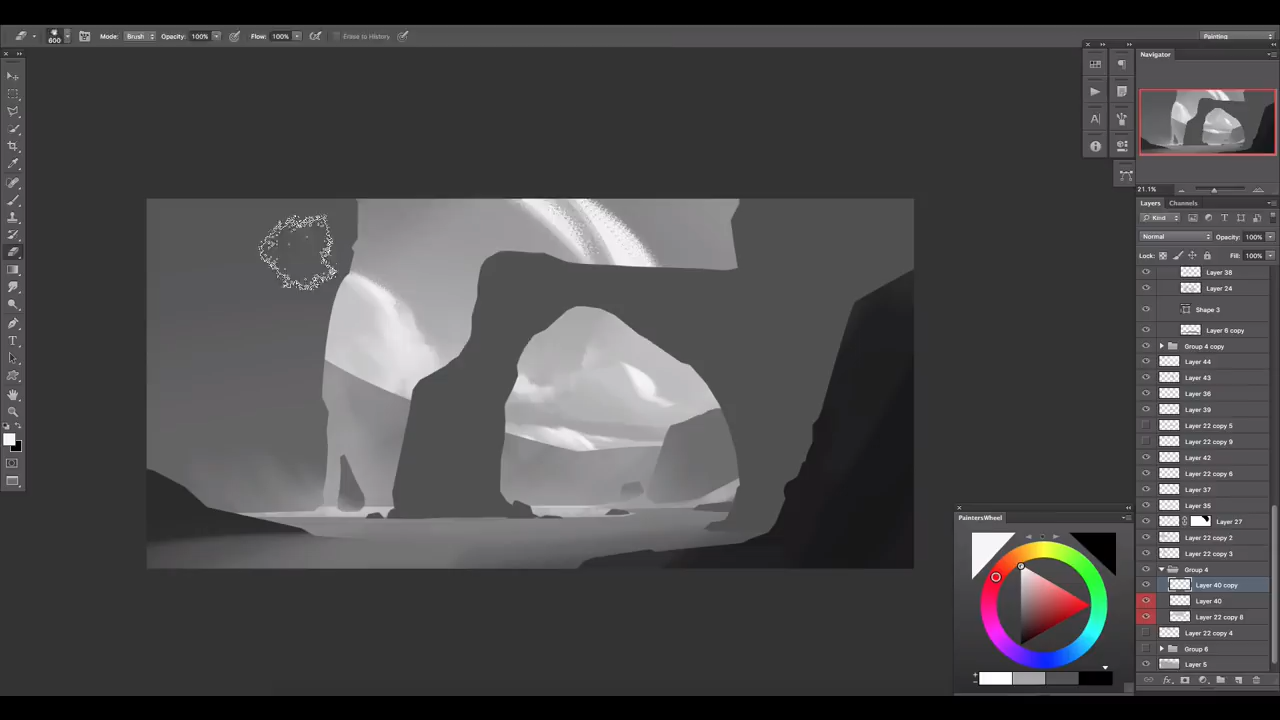 600
Mode: Brush
Opacity: 100%
Flow: 100%
Erase to History
Painting
Navigator
21.1%
Layers Channels
Kind
Normal
Opacity: 100%
Lock:
Fill: 100%
Layer 38
Layer 24
Shape 3
Layer 6 copy
Group 4 copy
Layer 44
Layer 43
Layer 36
Layer 39
Layer 22 copy 5
Layer 22 copy 9
Layer 42
Layer 22 copy 6
Layer 37
Layer 35
Layer 27
Layer 22 copy 2
Layer 22 copy 3
Group 4
Layer 40 copy
Layer 40
Layer 22 copy 8
Layer 22 copy 4
Group 6
Layer 5
PaintersWheel